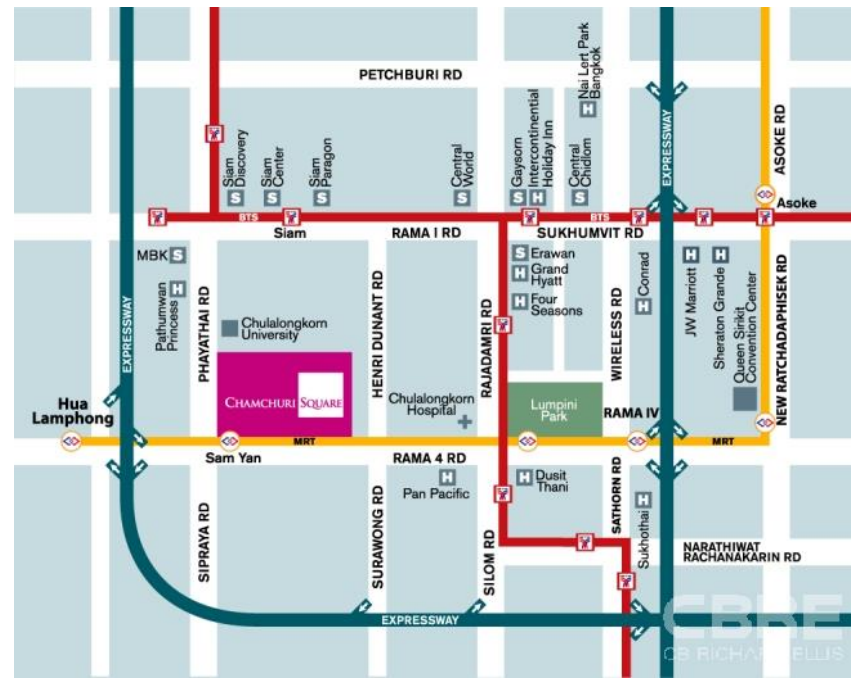 PETCHBURI RD
Nai Lert Park
Bangkok
H
EXPRESSWAY
ASOKE RD
Siam
Discovery
S
Siam
Center
S
Siam
Paragon
S
Central
World
S
Gaysorn
S
Intercontinental
Holiday Inn
H
Central
Chidlom
S
Asoke
BTS
BTS
Siam
RAMA I RD
SUKHUMVIT RD
MBK S
Pathumwan
Princess
H
EXPRESSWAY
PHAYATHAI RD
Chulalongkorn
University
HENRI DUNANT RD
RAJADAMRI RD
S Erawan
H Grand
Hyatt
H Four
Seasons
WIRELESS RD
Conrad
H
JW Marriott
H
Sheraton Grande
H
Queen Sirikit
Convention Center
NEW RATCHADAPHISEK RD
CHAMCHURI SQUARE
Chulalongkorn
Hospital
Lumpini
Park
RAMA IV
Hua
Lamphong
MRT
MRT
Sam Yan
RAMA 4 RD
H
Pan Pacific
H Dusit
Thani
SIPRAYA RD
SURAWONG RD
SILOM RD
SATHORN RD
H
Sukhothai
NARATHIWAT
RACHANAKARIN RD
EXPRESSWAY
CBRE
CB RICHARD ELLIS